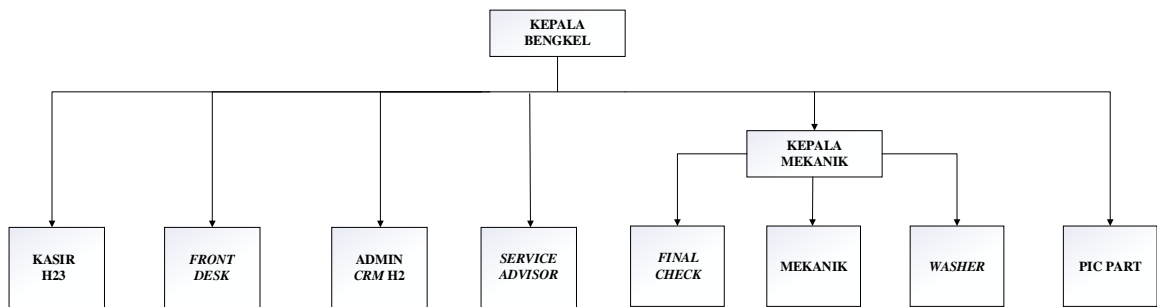 KEPALA
BENGKEL
KEPALA
MEKANIK
KASIR
H23
FRONT
DESK
ADMIN
CRM H2
SERVICE
ADVISOR
FINAL
CHECK
MEKANIK
WASHER
PIC PART